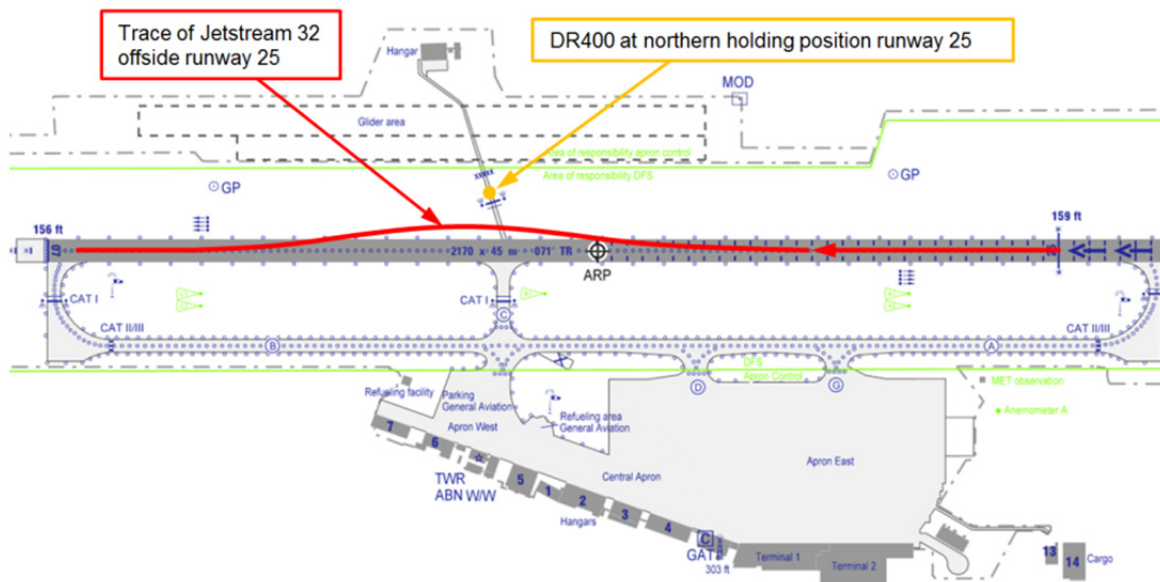 Trace of Jetstream 32
offside runway 25
DR400 at northern holding position runway 25
Hangar
MOD
Glider area
Area of responsibility apron control
Area of responsibility DFS
GP
GP
156 ft
159 ft
07
2170 x 45 m 071° TR
25
ARP
CAT I
CAT I
C
CAT II/III
CAT II/III
B
A
DFS
Apron Control
D
G
MET observation
Anemometer A
Refueling facility
Parking
General Aviation
Refueling area
General Aviation
Apron West
7
6
TWR
ABN W/W
5
1
2
3
4
Hangars
Central Apron
Apron East
C
GAT
303 ft
Terminal 1
Terminal 2
13
14
Cargo